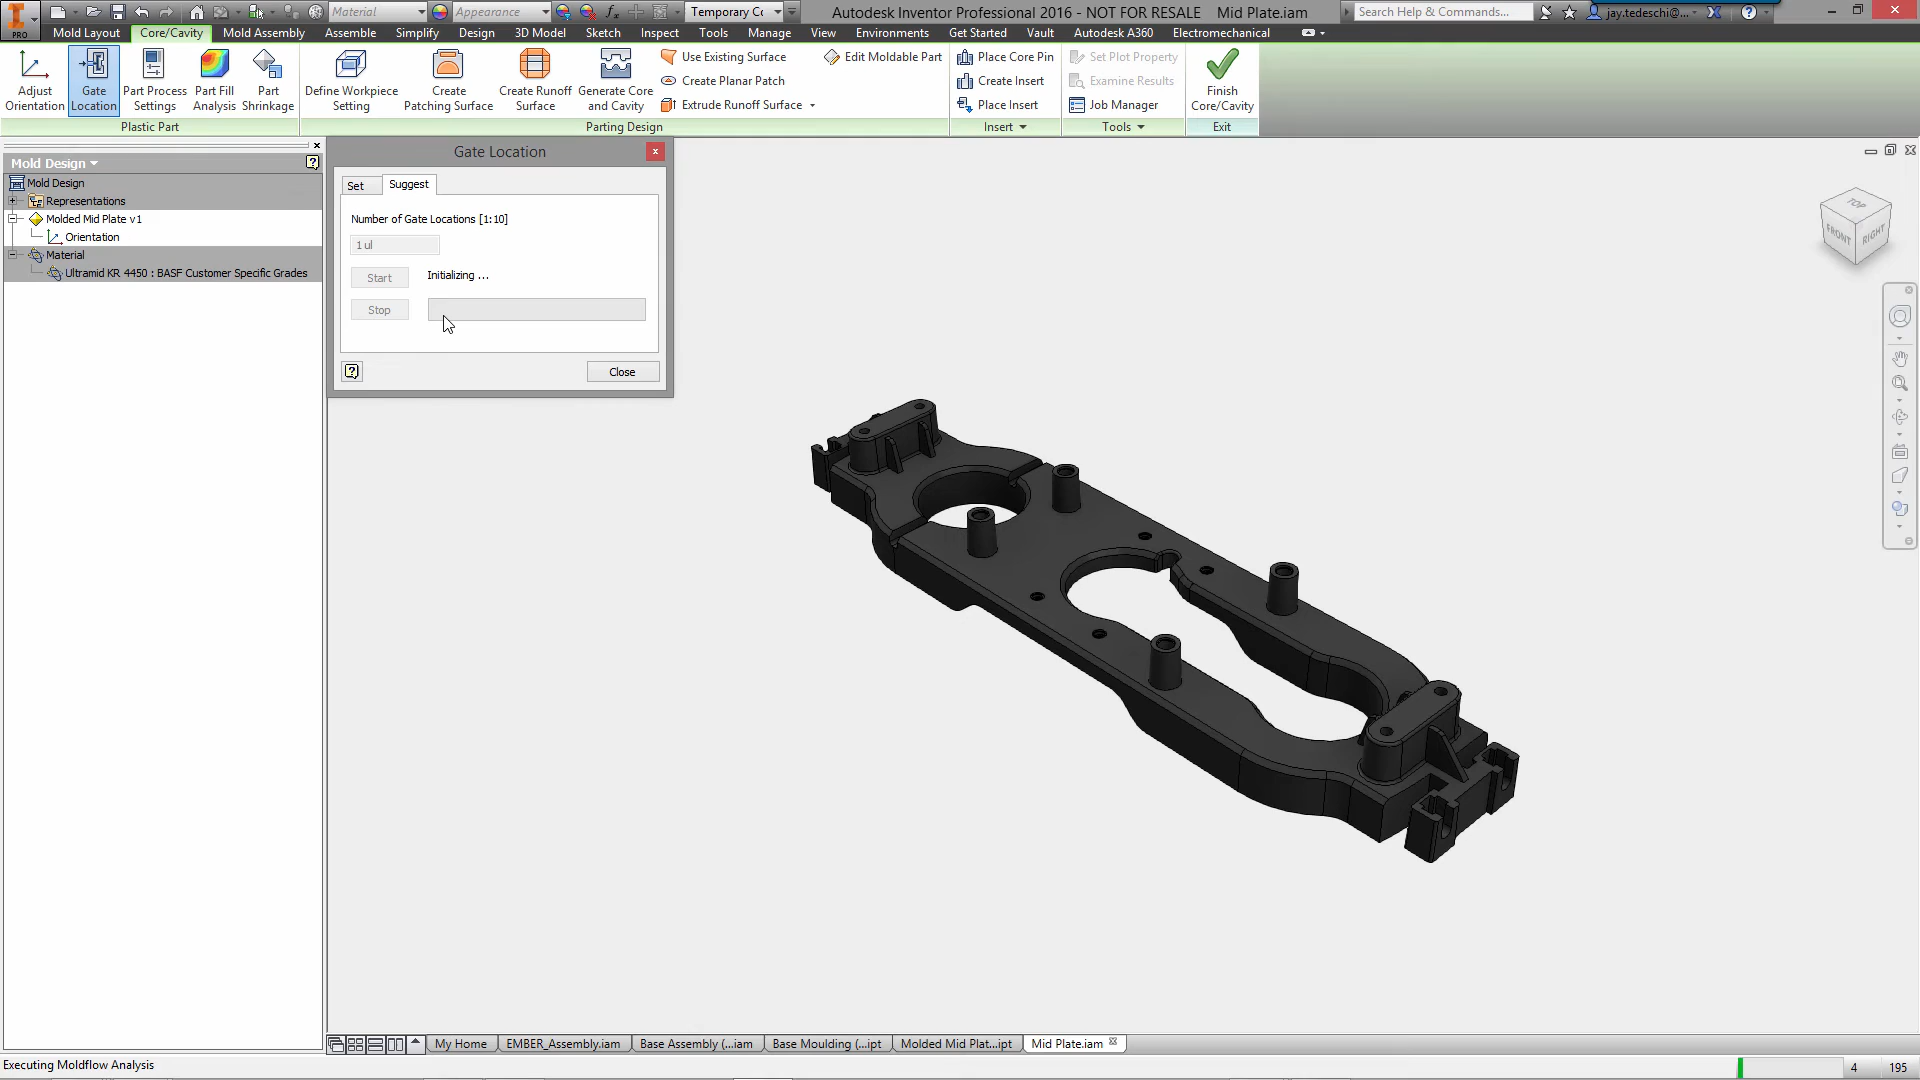 Material
Appearance
Temporary Cc
Autodesk Inventor Professional 2016 - NOT FOR RESALE Mid Plate.iam
Search Help & Commands...
jay.tedeschi@...
PRO
Mold Layout Core/Cavity Mold Assembly Assemble Simplify Design 3D Model Sketch Inspect Tools Manage View Environments Get Started Vault Autodesk A360 Electromechanical
Adjust Orientation
Gate Location
Part Process Settings
Part Fill Analysis
Part Shrinkage
Define Workpiece Setting
Create Patching Surface
Create Runoff Surface
Generate Core and Cavity
Use Existing Surface
Create Planar Patch
Extrude Runoff Surface
Edit Moldable Part
Place Core Pin
Create Insert
Place Insert
Set Plot Property
Examine Results
Job Manager
Finish Core/Cavity
Plastic Part
Parting Design
Insert
Tools
Exit
Mold Design
Mold Design
Representations
Molded Mid Plate v1
Orientation
Material
Ultramid KR 4450 : BASF Customer Specific Grades
Gate Location
Set Suggest
Number of Gate Locations [1:10]
1 ul
Start Initializing ...
Stop
Close
TOP
FRONT RIGHT
My Home EMBER_Assembly.iam Base Assembly (...iam Base Moulding (...ipt Molded Mid Plat...ipt Mid Plate.iam
Executing Moldflow Analysis
4 195